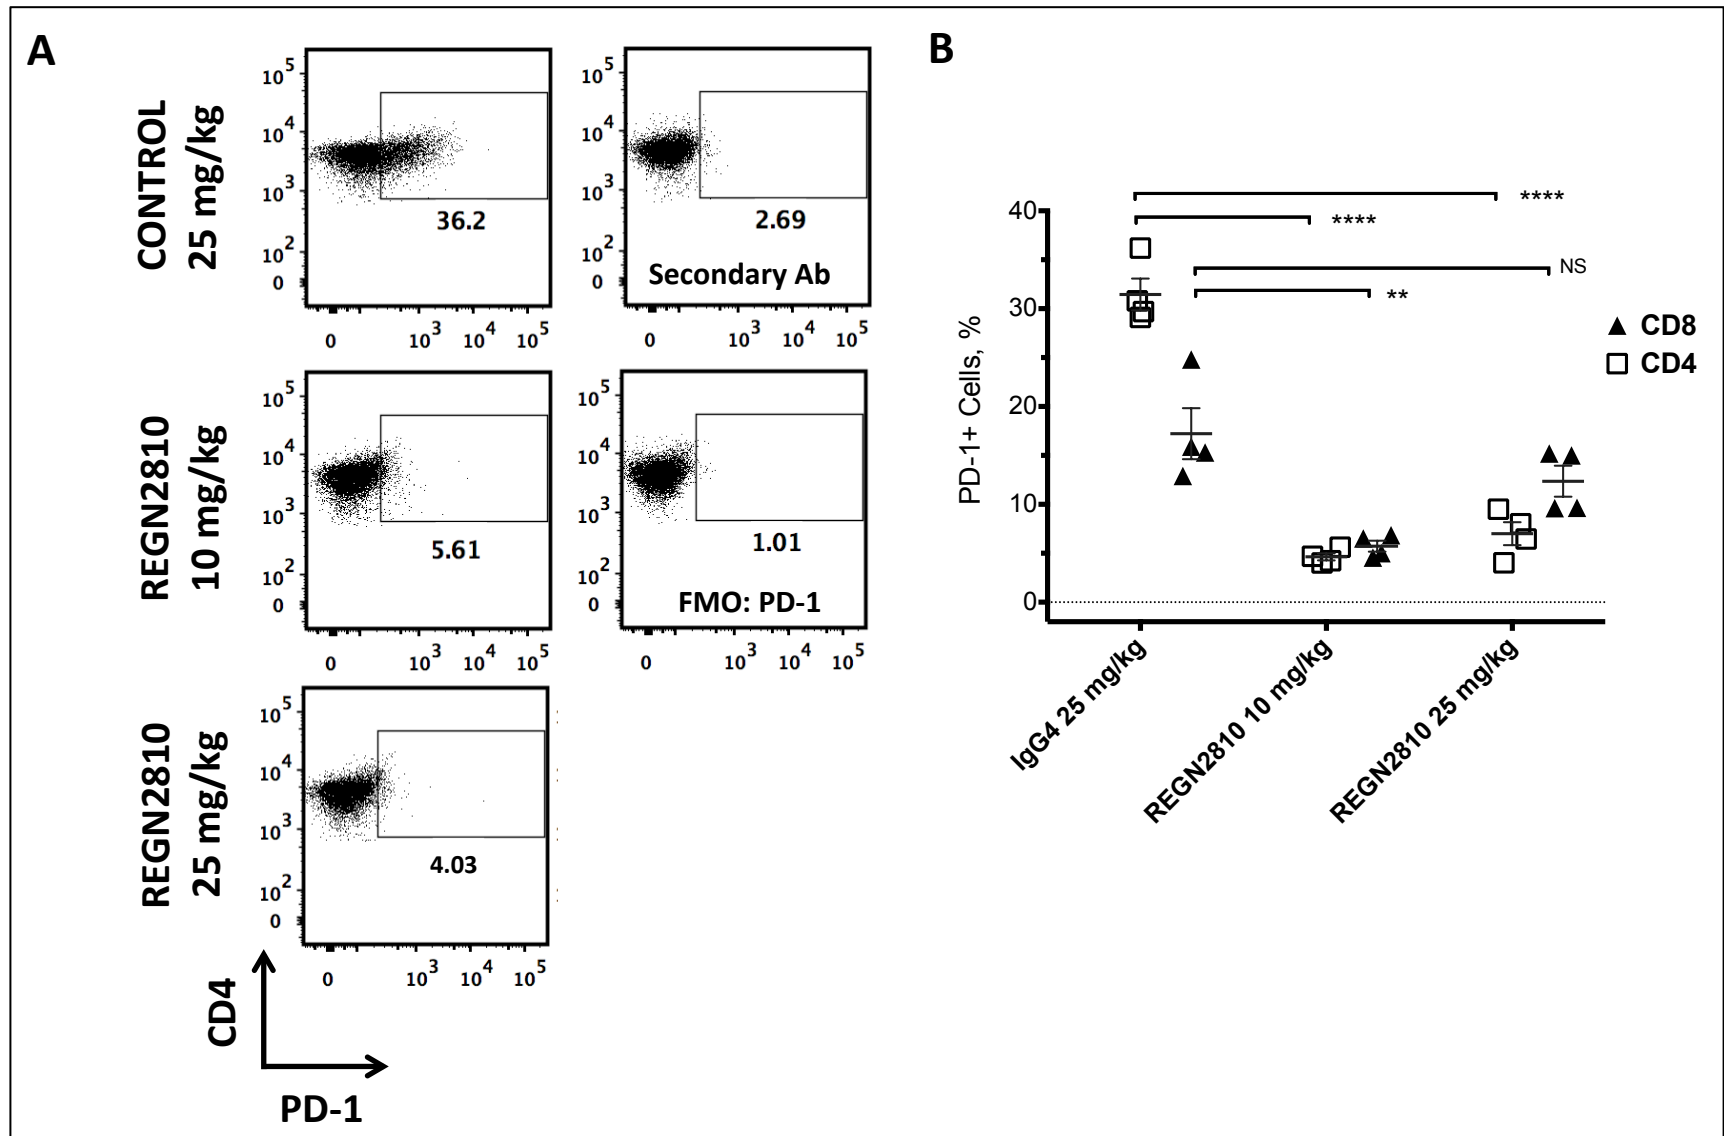 A
B
CONTROL
25 mg/kg
10^5
10^4
10^3
10^2
0
36.2
0 10^3 10^4 10^5
10^5
10^4
10^3
10^2
0
2.69
Secondary Ab
0 10^3 10^4 10^5
REGN2810
10 mg/kg
10^5
10^4
10^3
10^2
0
5.61
0 10^3 10^4 10^5
10^5
10^4
10^3
10^2
0
1.01
FMO: PD-1
0 10^3 10^4 10^5
REGN2810
25 mg/kg
10^5
10^4
10^3
10^2
0
4.03
0 10^3 10^4 10^5
CD4
PD-1
PD-1+ Cells, %
40
30
20
10
0
****
****
NS
**
CD8
CD4
IgG4 25 mg/kg
REGN2810 10 mg/kg
REGN2810 25 mg/kg